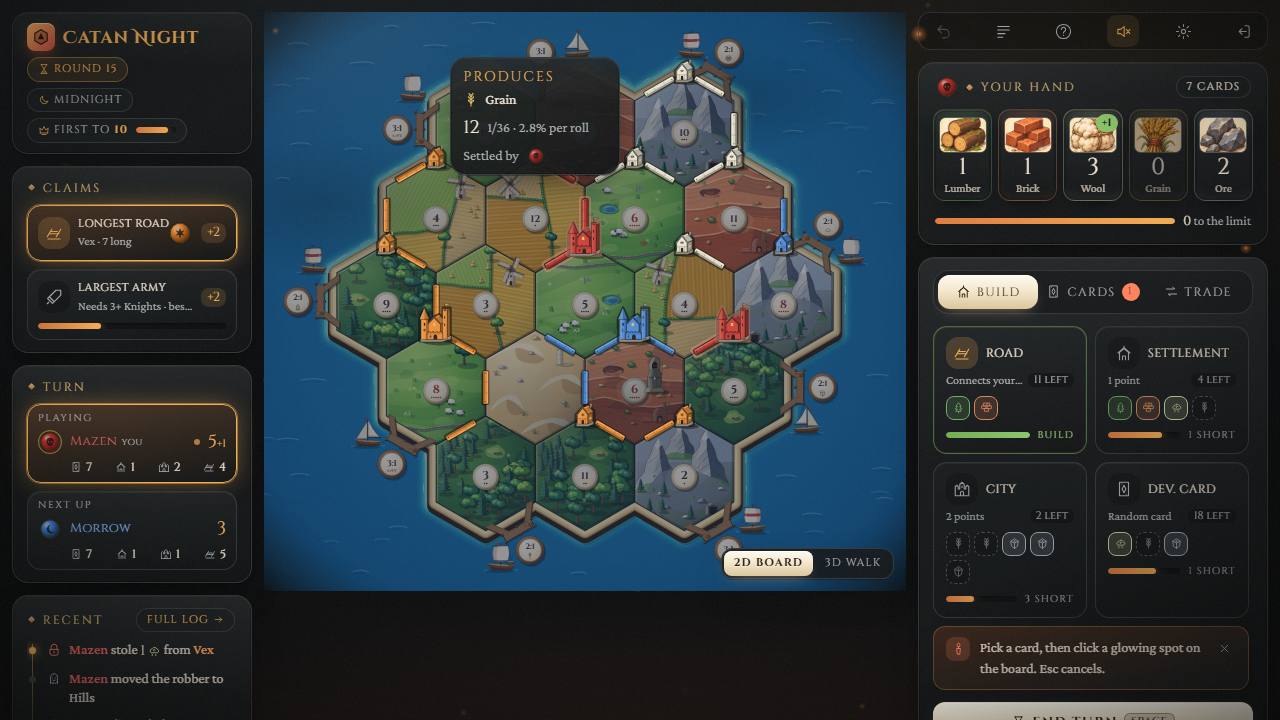 CATAN NIGHT
ROUND 15
MIDNIGHT
FIRST TO 10
CLAIMS
LONGEST ROAD
Vex · 7 long
+2
LARGEST ARMY
Needs 3+ Knights · bes...
+2
TURN
PLAYING
MAZEN YOU
5+1
7 1 2 4
NEXT UP
MORROW
3
7 1 1 5
RECENT
FULL LOG →
Mazen stole 1 from Vex
Mazen moved the robber to
Hills
3:1
2:1
PRODUCES
Grain
12 1/36 · 2.8% per roll
Settled by
10
3:1
4
12
6
11
2:1
2:1
9
3
5
4
8
8
6
5
2:1
3:1
3
11
2
2:1
2D BOARD
3D WALK
YOUR HAND
7 CARDS
+1
1 1 3 0 2
Lumber Brick Wool Grain Ore
0 to the limit
BUILD
CARDS 1
TRADE
ROAD
Connects your...
11 LEFT
BUILD
SETTLEMENT
1 point
4 LEFT
1 SHORT
CITY
2 points
2 LEFT
3 SHORT
DEV. CARD
Random card
18 LEFT
1 SHORT
Pick a card, then click a glowing spot on
the board. Esc cancels.
END TURN SPACE